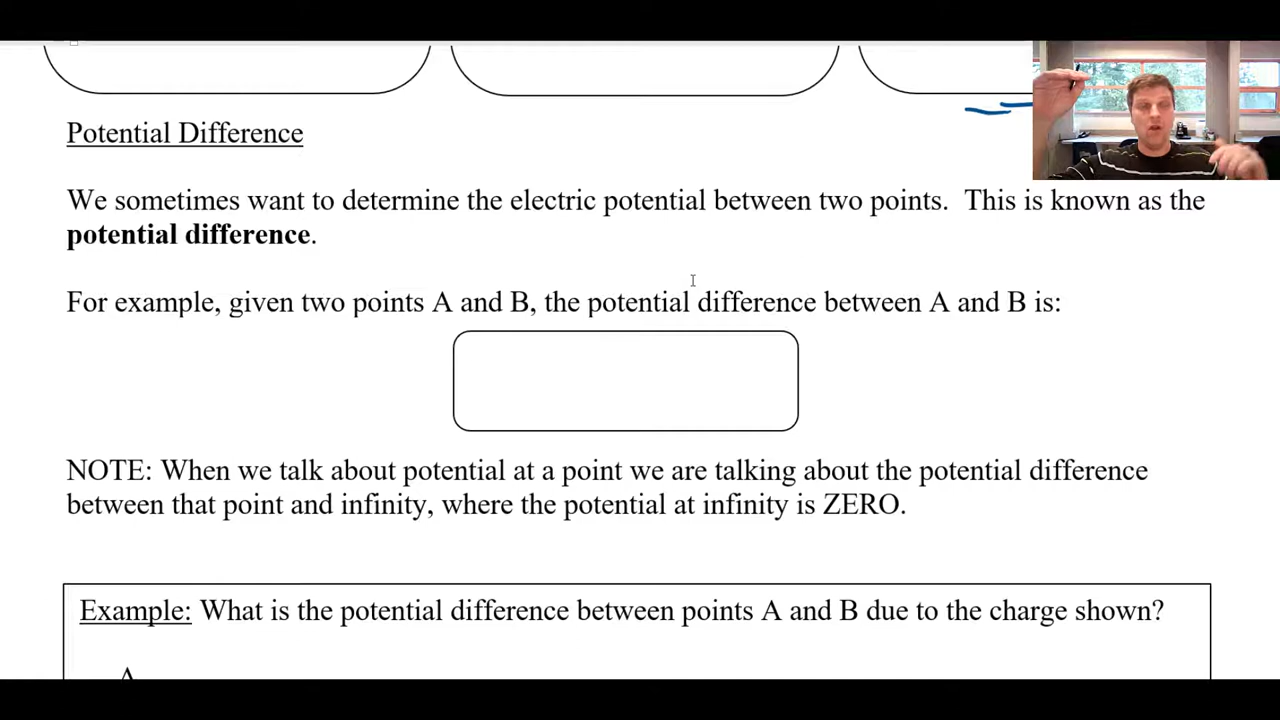 Potential Difference
We sometimes want to determine the electric potential between two points.  This is known as the
potential difference.
For example, given two points A and B, the potential difference between A and B is:
NOTE: When we talk about potential at a point we are talking about the potential difference
between that point and infinity, where the potential at infinity is ZERO.
Example: What is the potential difference between points A and B due to the charge shown?
A